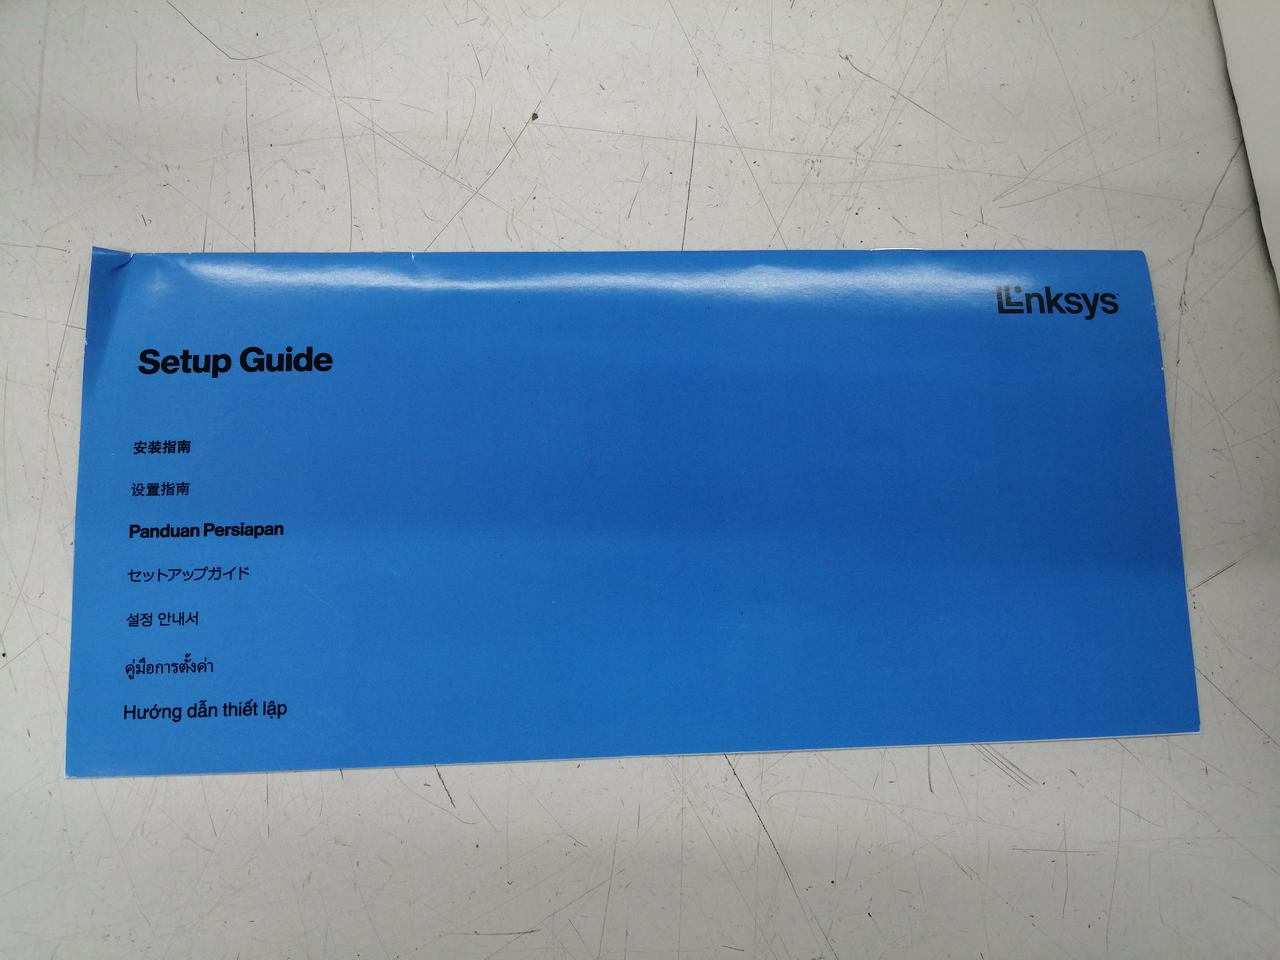 Linksys
Setup Guide
安裝指南
设置指南
Panduan Persiapan
セットアップガイド
설정 안내서
คู่มือการตั้งค่า
Hướng dẫn thiết lập